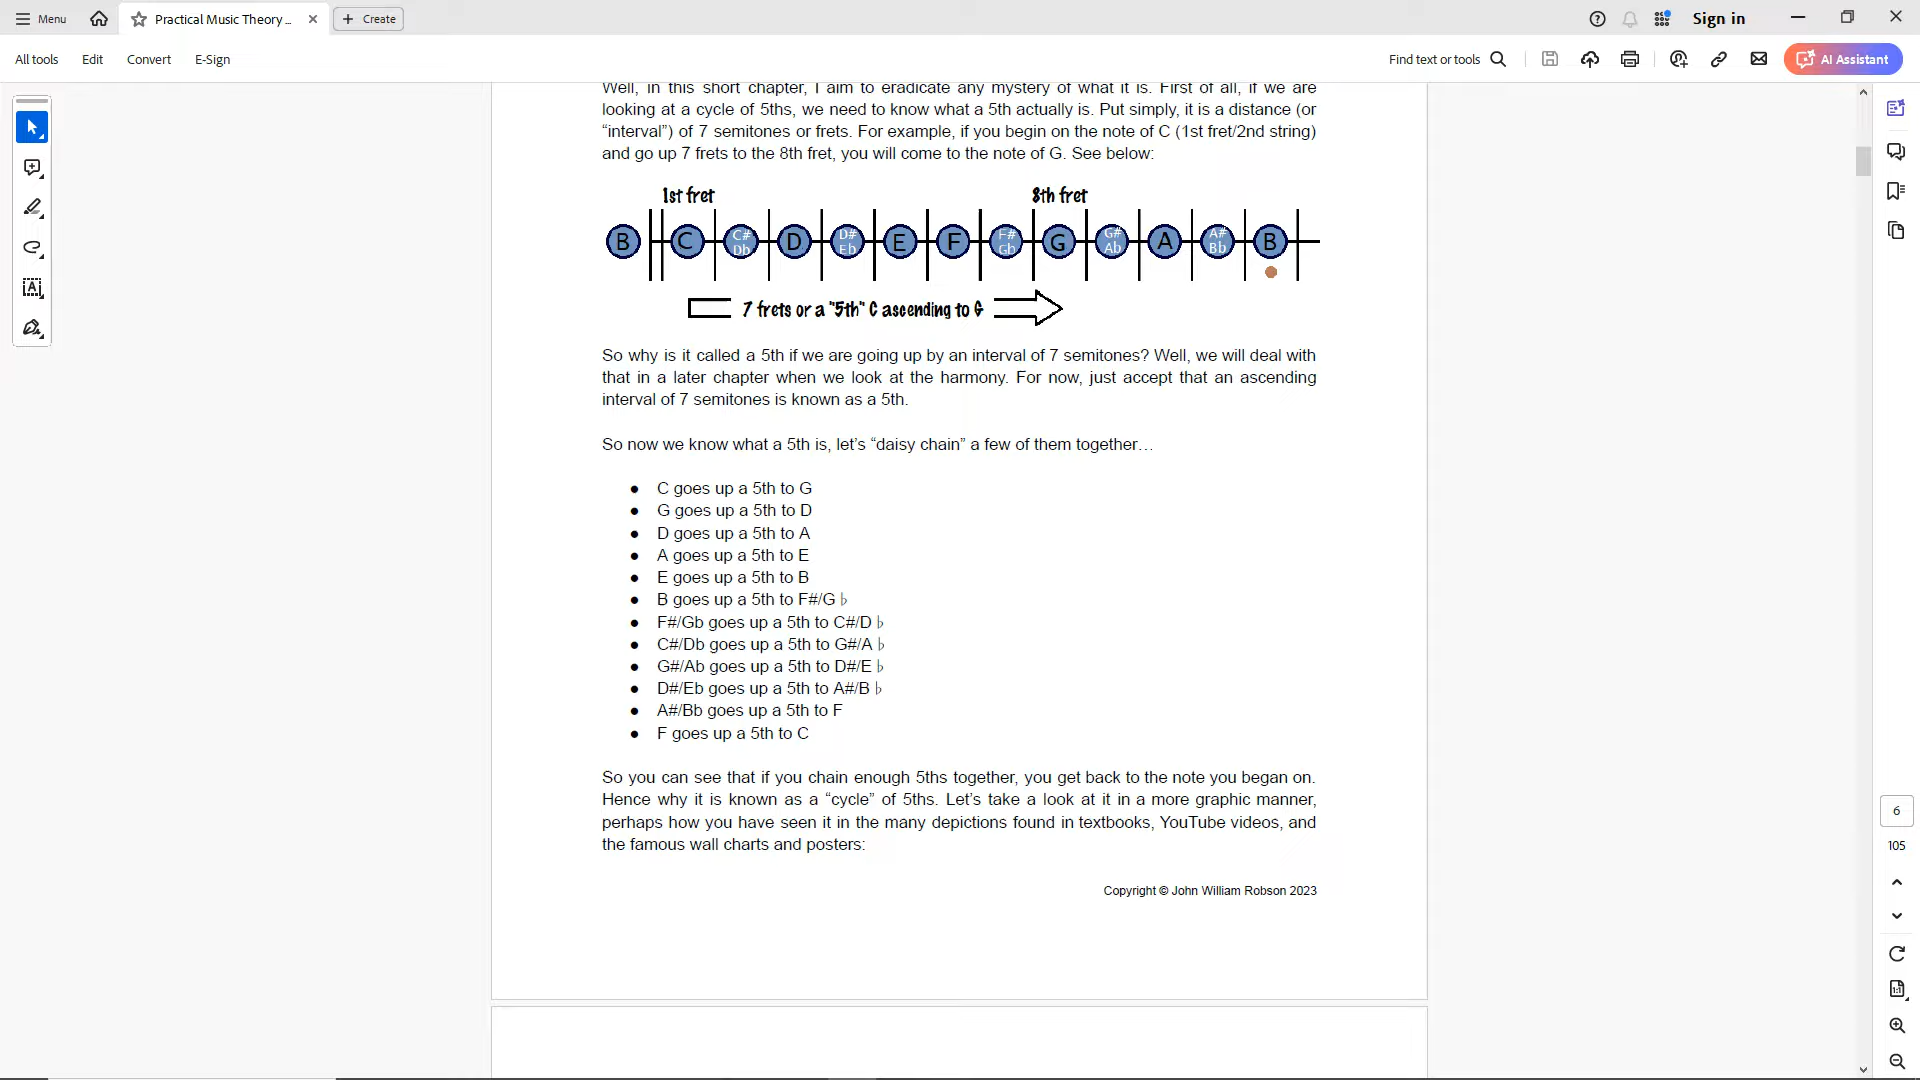 Menu
Practical Music Theory ...
Create
Sign in
All tools
Edit
Convert
E-Sign
Find text or tools
AI Assistant
Well, in this short chapter, I aim to eradicate any mystery of what it is. First of all, if we are
looking at a cycle of 5ths, we need to know what a 5th actually is. Put simply, it is a distance (or
“interval”) of 7 semitones or frets. For example, if you begin on the note of C (1st fret/2nd string)
and go up 7 frets to the 8th fret, you will come to the note of G. See below:
1st fret 8th fret
B C C# Db D D# Eb E F F# Gb G G# Ab A A# Bb B
7 frets or a "5th" C ascending to G
So why is it called a 5th if we are going up by an interval of 7 semitones? Well, we will deal with
that in a later chapter when we look at the harmony. For now, just accept that an ascending
interval of 7 semitones is known as a 5th.
So now we know what a 5th is, let’s “daisy chain” a few of them together…
● C goes up a 5th to G
● G goes up a 5th to D
● D goes up a 5th to A
● A goes up a 5th to E
● E goes up a 5th to B
● B goes up a 5th to F#/G♭
● F#/Gb goes up a 5th to C#/D♭
● C#/Db goes up a 5th to G#/A♭
● G#/Ab goes up a 5th to D#/E♭
● D#/Eb goes up a 5th to A#/B♭
● A#/Bb goes up a 5th to F
● F goes up a 5th to C
So you can see that if you chain enough 5ths together, you get back to the note you began on.
Hence why it is known as a “cycle” of 5ths. Let’s take a look at it in a more graphic manner,
perhaps how you have seen it in the many depictions found in textbooks, YouTube videos, and
the famous wall charts and posters:
Copyright © John William Robson 2023
6
105